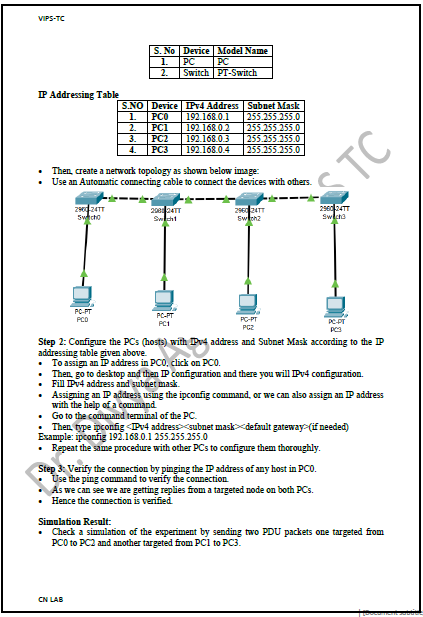 VIPS-TC
S. No Device Model Name
1. PC PC
2. Switch PT-Switch
IP Addressing Table
S.NO Device IPv4 Address Subnet Mask
1. PC0 192.168.0.1 255.255.255.0
2. PC1 192.168.0.2 255.255.255.0
3. PC2 192.168.0.3 255.255.255.0
4. PC3 192.168.0.4 255.255.255.0
• Then, create a network topology as shown below image:
• Use an Automatic connecting cable to connect the devices with others.
2960-24TT Switch0
2960-24TT Switch1
2960-24TT Switch2
2960-24TT Switch3
PC-PT PC0
PC-PT PC1
PC-PT PC2
PC-PT PC3
Step 2: Configure the PCs (hosts) with IPv4 address and Subnet Mask according to the IP
addressing table given above.
• To assign an IP address in PC0, click on PC0.
• Then, go to desktop and then IP configuration and there you will IPv4 configuration.
• Fill IPv4 address and subnet mask.
• Assigning an IP address using the ipconfig command, or we can also assign an IP address
with the help of a command.
• Go to the command terminal of the PC.
• Then, type ipconfig <IPv4 address><subnet mask><default gateway>(if needed)
Example: ipconfig 192.168.0.1 255.255.255.0
• Repeat the same procedure with other PCs to configure them thoroughly.
Step 3: Verify the connection by pinging the IP address of any host in PC0.
• Use the ping command to verify the connection.
• As we can see we are getting replies from a targeted node on both PCs.
• Hence the connection is verified.
Simulation Result:
• Check a simulation of the experiment by sending two PDU packets one targeted from
PC0 to PC2 and another targeted from PC1 to PC3.
CN LAB
[Document subtitle